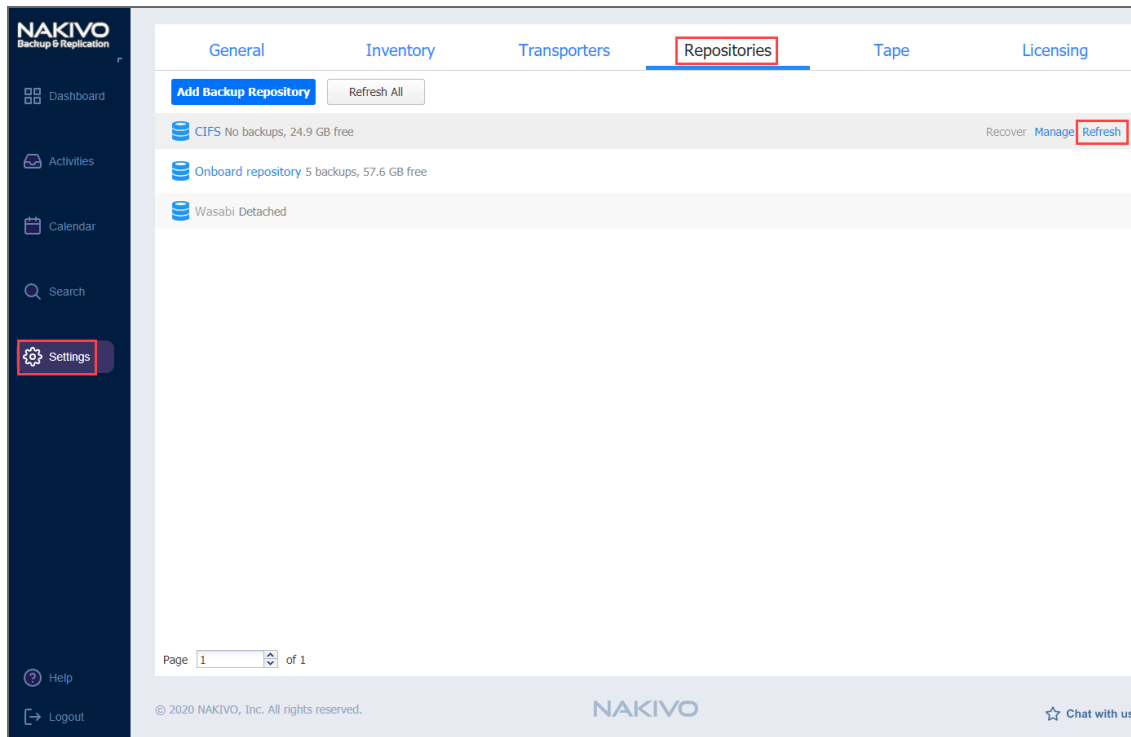 NAKIVO
Backup & Replication
General Inventory Transporters Repositories Tape Licensing
Add Backup Repository Refresh All
Dashboard
CIFS No backups, 24.9 GB free Recover Manage Refresh
Activities
Onboard repository 5 backups, 57.6 GB free
Wasabi Detached
Calendar
Search
Settings
Page 1 of 1
Help
Logout
© 2020 NAKIVO, Inc. All rights reserved. NAKIVO Chat with us